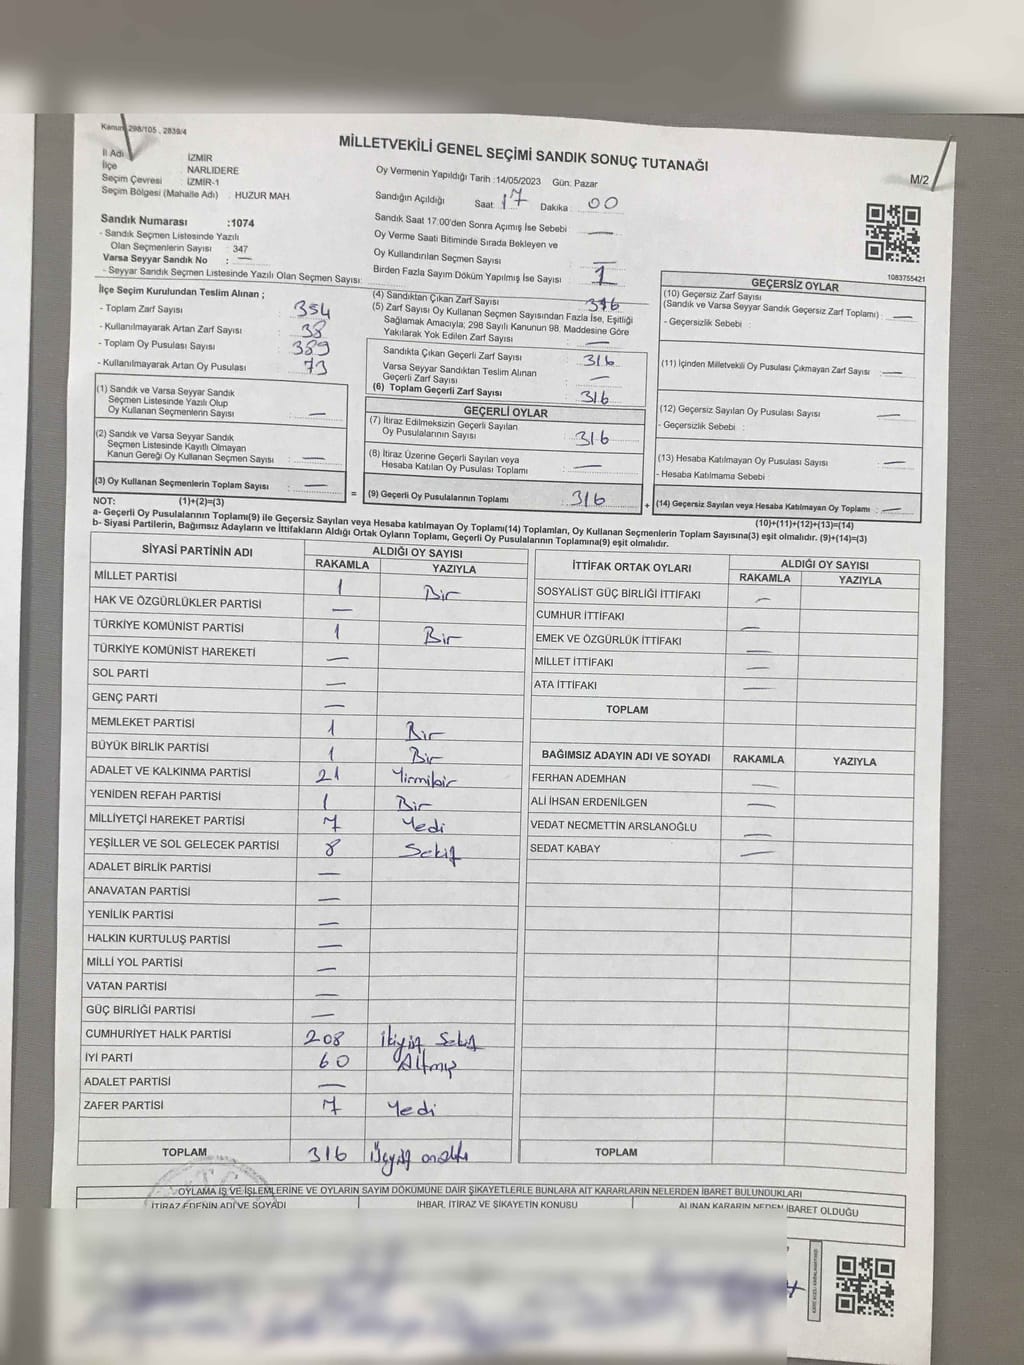 Kanun 298/105 , 2839/4
MİLLETVEKİLİ GENEL SEÇİMİ SANDIK SONUÇ TUTANAĞI
M/2
İl Adı İZMİR
İlçe NARLIDERE
Seçim Çevresi İZMİR-1
Seçim Bölgesi (Mahalle Adı) : HUZUR MAH.
Oy Vermenin Yapıldığı Tarih :14/05/2023 Gün: Pazar
Sandığın Açıldığı Saat : 17 Dakika : 00
Sandık Saat 17:00'den Sonra Açımış İse Sebebi —
Oy Verme Saati Bitiminde Sırada Bekleyen ve
Oy Kullandırılan Seçmen Sayısı : —
Birden Fazla Sayım Döküm Yapılmış İse Sayısı : 1
1083755421
Sandık Numarası :1074
- Sandık Seçmen Listesinde Yazılı
Olan Seçmenlerin Sayısı : 347
Varsa Seyyar Sandık No : —
- Seyyar Sandık Seçmen Listesinde Yazılı Olan Seçmen Sayısı:
İlçe Seçim Kurulundan Teslim Alınan ;
- Toplam Zarf Sayısı : 354
- Kullanılmayarak Artan Zarf Sayısı : 38
- Toplam Oy Pusulası Sayısı : 389
- Kullanılmayarak Artan Oy Pusulası : 73
(1) Sandık ve Varsa Seyyar Sandık
Seçmen Listesinde Yazılı Olup
Oy Kullanan Seçmenlerin Sayısı : —
(2) Sandık ve Varsa Seyyar Sandık
Seçmen Listesinde Kayıtlı Olmayan
Kanun Gereği Oy Kullanan Seçmen Sayısı : —
(3) Oy Kullanan Seçmenlerin Toplam Sayısı : —
(4) Sandıktan Çıkan Zarf Sayısı : 316
(5) Zarf Sayısı Oy Kullanan Seçmen Sayısından Fazla İse, Eşitliği
Sağlamak Amacıyla; 298 Sayılı Kanunun 98. Maddesine Göre
Yakılarak Yok Edilen Zarf Sayısı : —
Sandıkta Çıkan Geçerli Zarf Sayısı : 316
Varsa Seyyar Sandıktan Teslim Alınan
Geçerli Zarf Sayısı : —
(6) Toplam Geçerli Zarf Sayısı : 316
GEÇERLİ OYLAR
(7) İtiraz Edilmeksizin Geçerli Sayılan
Oy Pusulalarının Sayısı : 316
(8) İtiraz Üzerine Geçerli Sayılan veya
Hesaba Katılan Oy Pusulası Toplamı : —
= (9) Geçerli Oy Pusulalarının Toplamı : 316
GEÇERSİZ OYLAR
(10) Geçersiz Zarf Sayısı
(Sandık ve Varsa Seyyar Sandık Geçersiz Zarf Toplamı) : —
- Geçersizlik Sebebi :
(11) İçinden Milletvekili Oy Pusulası Çıkmayan Zarf Sayısı : —
(12) Geçersiz Sayılan Oy Pusulası Sayısı : —
- Geçersizlik Sebebi :
(13) Hesaba Katılmayan Oy Pusulası Sayısı : —
- Hesaba Katılmama Sebebi :
+ (14) Geçersiz Sayılan veya Hesaba Katılmayan Oy Toplamı : —
NOT: (1)+(2)=(3) (10)+(11)+(12)+(13)=(14)
a- Geçerli Oy Pusulalarının Toplamı(9) ile Geçersiz Sayılan veya Hesaba katılmayan Oy Toplamı(14) Toplamları, Oy Kullanan Seçmenlerin Toplam Sayısına(3) eşit olmalıdır. (9)+(14)=(3)
b- Siyasi Partilerin, Bağımsız Adayların ve İttifakların Aldığı Ortak Oyların Toplamı, Geçerli Oy Pusulalarının Toplamına(9) eşit olmalıdır.
SİYASİ PARTİNİN ADI ALDIĞI OY SAYISI
RAKAMLA YAZIYLA
MİLLET PARTİSİ 1 Bir
HAK VE ÖZGÜRLÜKLER PARTİSİ —
TÜRKİYE KOMÜNİST PARTİSİ 1 Bir
TÜRKİYE KOMÜNİST HAREKETİ —
SOL PARTİ —
GENÇ PARTİ —
MEMLEKET PARTİSİ 1 Bir
BÜYÜK BİRLİK PARTİSİ 1 Bir
ADALET VE KALKINMA PARTİSİ 21 Yirmibir
YENİDEN REFAH PARTİSİ 1 Bir
MİLLİYETÇİ HAREKET PARTİSİ 7 Yedi
YEŞİLLER VE SOL GELECEK PARTİSİ 8 Sekiz
ADALET BİRLİK PARTİSİ —
ANAVATAN PARTİSİ —
YENİLİK PARTİSİ —
HALKIN KURTULUŞ PARTİSİ —
MİLLİ YOL PARTİSİ —
VATAN PARTİSİ —
GÜÇ BİRLİĞİ PARTİSİ —
CUMHURİYET HALK PARTİSİ 208 İkiyüz Sekiz
İYİ PARTİ 60 Altmış
ADALET PARTİSİ —
ZAFER PARTİSİ 7 Yedi
TOPLAM 316 Üçyüz onaltı
İTTİFAK ORTAK OYLARI ALDIĞI OY SAYISI
RAKAMLA YAZIYLA
SOSYALİST GÜÇ BİRLİĞİ İTTİFAKI —
CUMHUR İTTİFAKI —
EMEK VE ÖZGÜRLÜK İTTİFAKI —
MİLLET İTTİFAKI —
ATA İTTİFAKI —
TOPLAM
BAĞIMSIZ ADAYIN ADI VE SOYADI RAKAMLA YAZIYLA
FERHAN ADEMHAN —
ALİ İHSAN ERDENİLGEN —
VEDAT NECMETTİN ARSLANOĞLU —
SEDAT KABAY —
TOPLAM
OYLAMA İŞ VE İŞLEMLERİNE VE OYLARIN SAYIM DÖKÜMÜNE DAİR ŞİKAYETLERLE BUNLARA AİT KARARLARIN NELERDEN İBARET BULUNDUKLARI
İTİRAZ EDENİN ADI VE SOYADI İHBAR, İTİRAZ VE ŞİKAYETİN KONUSU ALINAN KARARIN NEDEN İBARET OLDUĞU